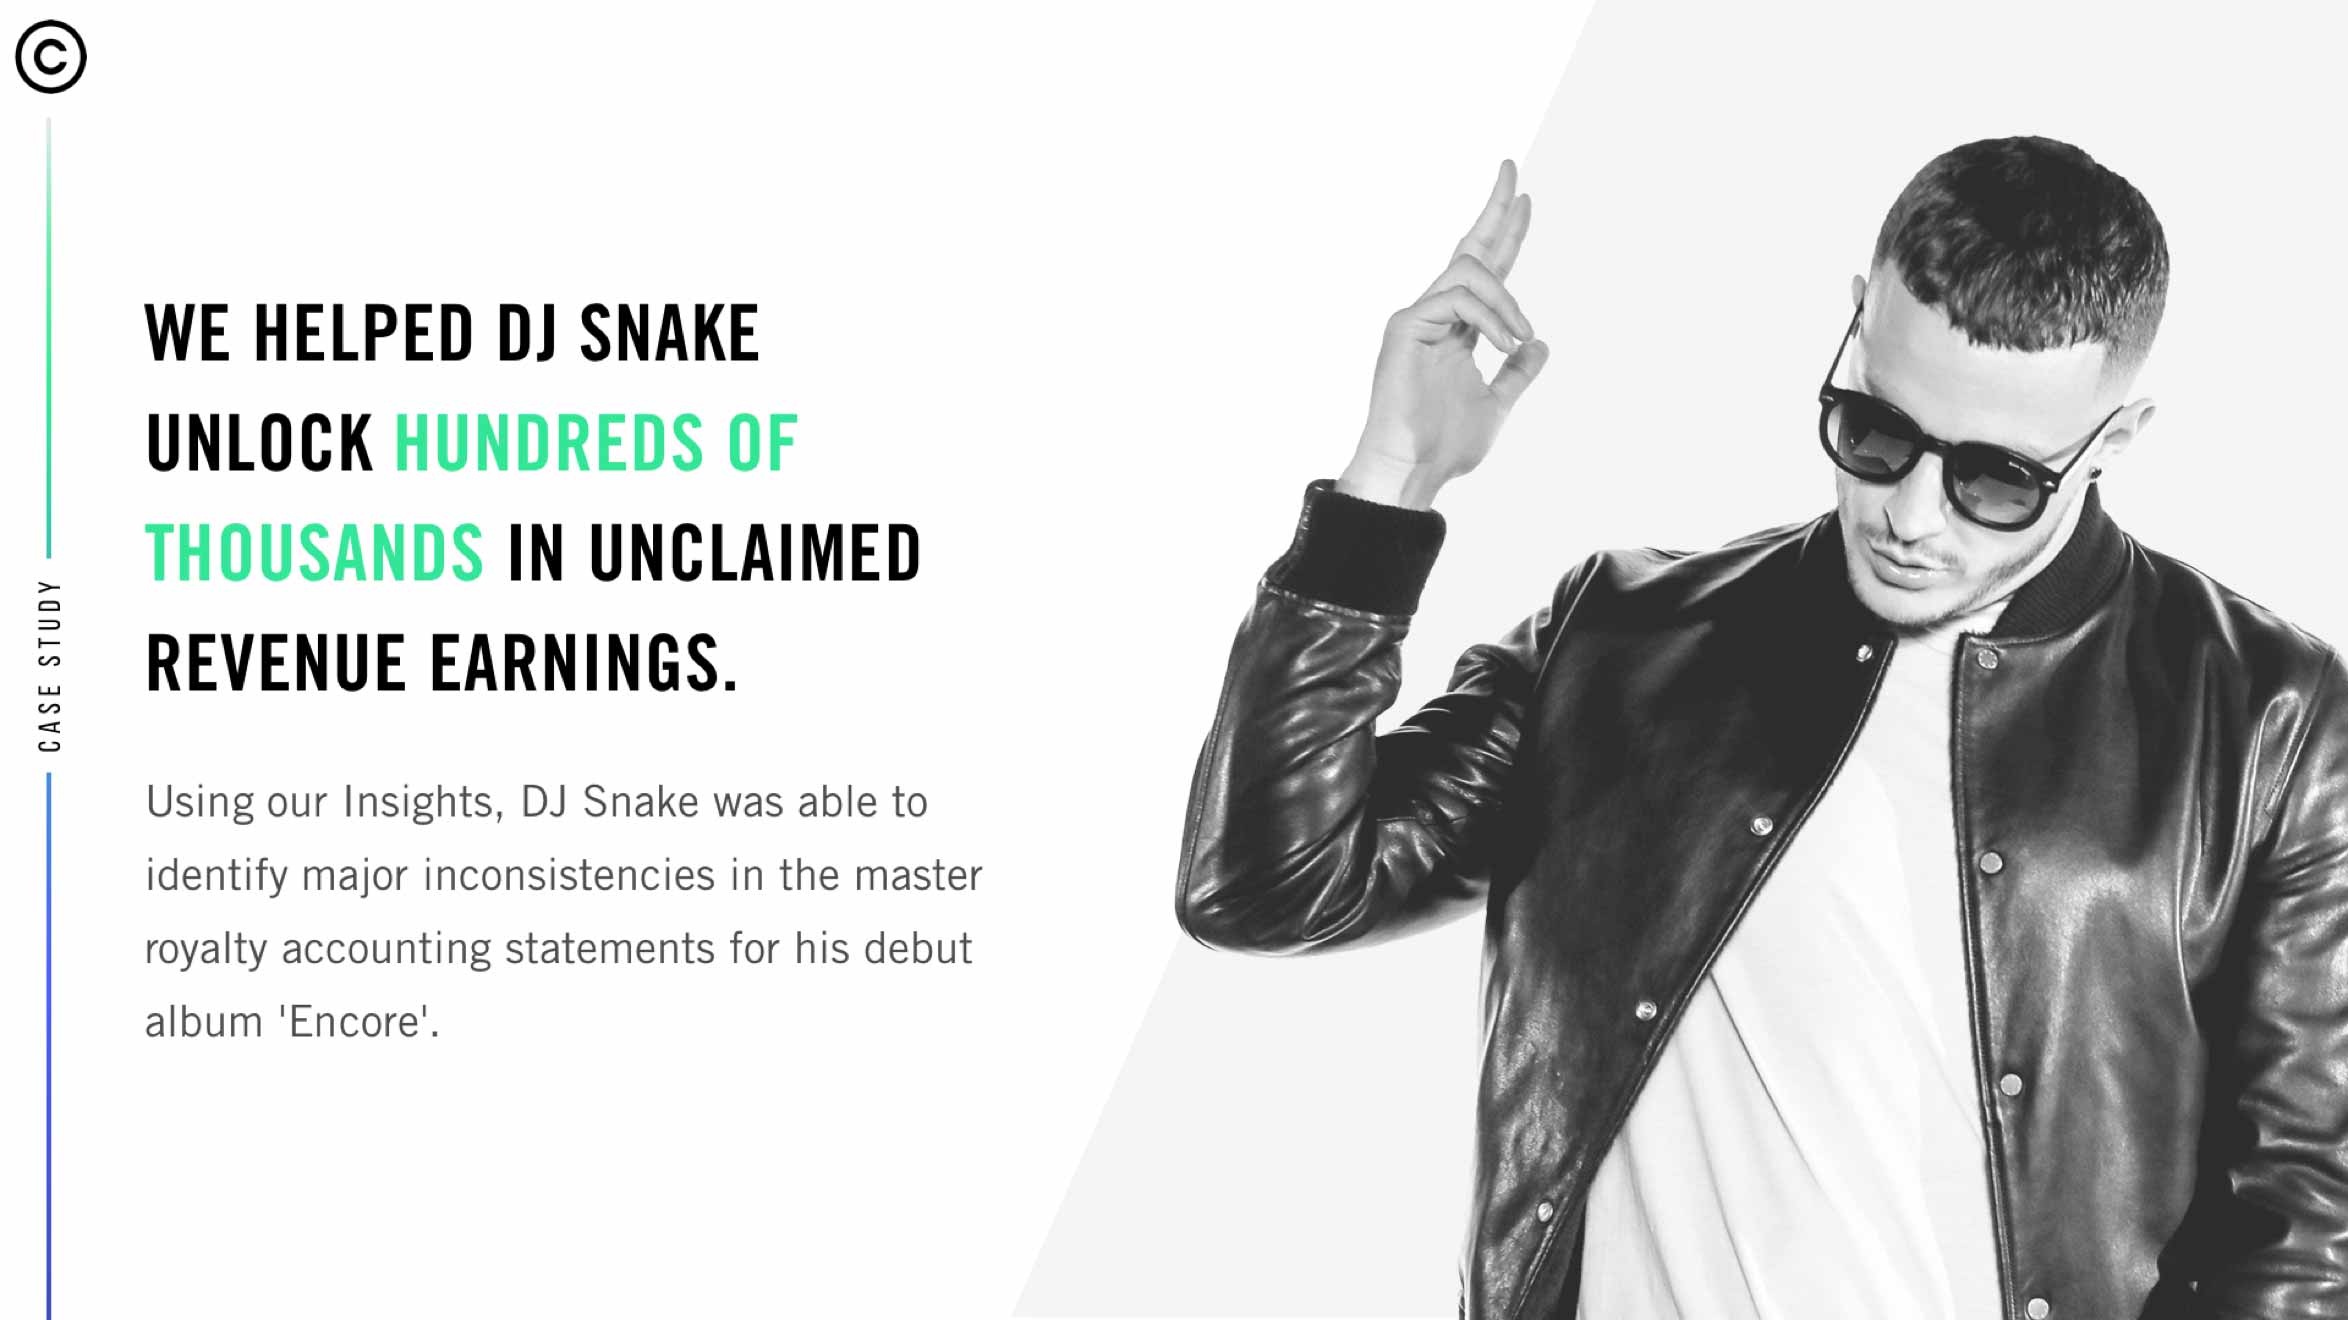 ©
CASE STUDY
WE HELPED DJ SNAKE
UNLOCK HUNDREDS OF
THOUSANDS IN UNCLAIMED
REVENUE EARNINGS.
Using our Insights, DJ Snake was able to
identify major inconsistencies in the master
royalty accounting statements for his debut
album 'Encore'.